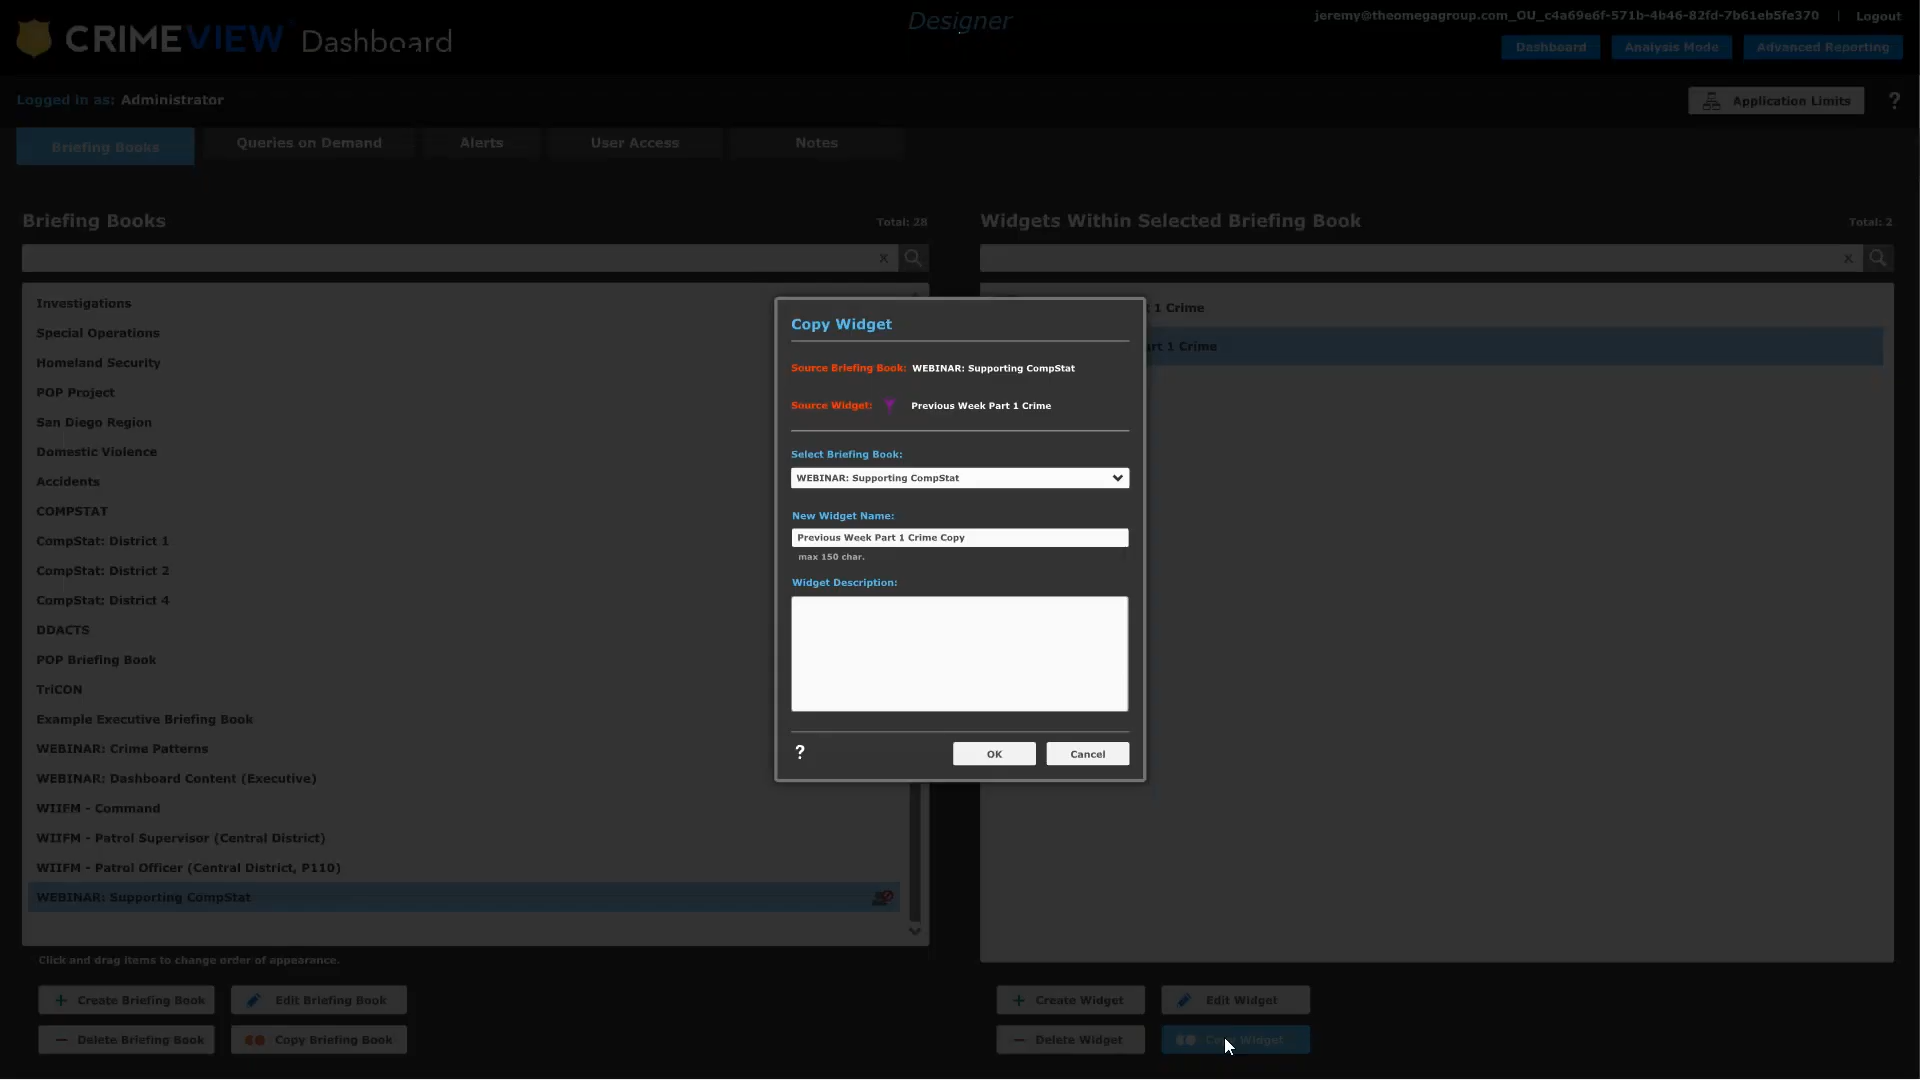 Designer
jeremy@theomegagroup.com_OU_c4a69e6f-571b-4b46-82fd-7b61eb5fe370 | Logout
CRIMEVIEW Dashboard
Dashboard
Analysis Mode
Advanced Reporting
Logged in as: Administrator
Application Limits
?
Briefing Books
Queries on Demand
Alerts
User Access
Notes
Briefing Books
Total: 28
Widgets Within Selected Briefing Book
Total: 2
x
x
Investigations
Special Operations
Homeland Security
POP Project
San Diego Region
Domestic Violence
Accidents
COMPSTAT
CompStat: District 1
CompStat: District 2
CompStat: District 4
DDACTS
POP Briefing Book
TriCON
Example Executive Briefing Book
WEBINAR: Crime Patterns
WEBINAR: Dashboard Content (Executive)
WIIFM - Command
WIIFM - Patrol Supervisor (Central District)
WIIFM - Patrol Officer (Central District, P110)
WEBINAR: Supporting CompStat
Click and drag items to change order of appearance.
Create Briefing Book
Edit Briefing Book
Delete Briefing Book
Copy Briefing Book
1 Crime
1 Crime
Copy Widget
Source Briefing Book: WEBINAR: Supporting CompStat
Source Widget: Previous Week Part 1 Crime
Select Briefing Book:
WEBINAR: Supporting CompStat
New Widget Name:
Previous Week Part 1 Crime Copy
max 150 char.
Widget Description:
?
OK
Cancel
Create Widget
Edit Widget
Delete Widget
Copy Widget